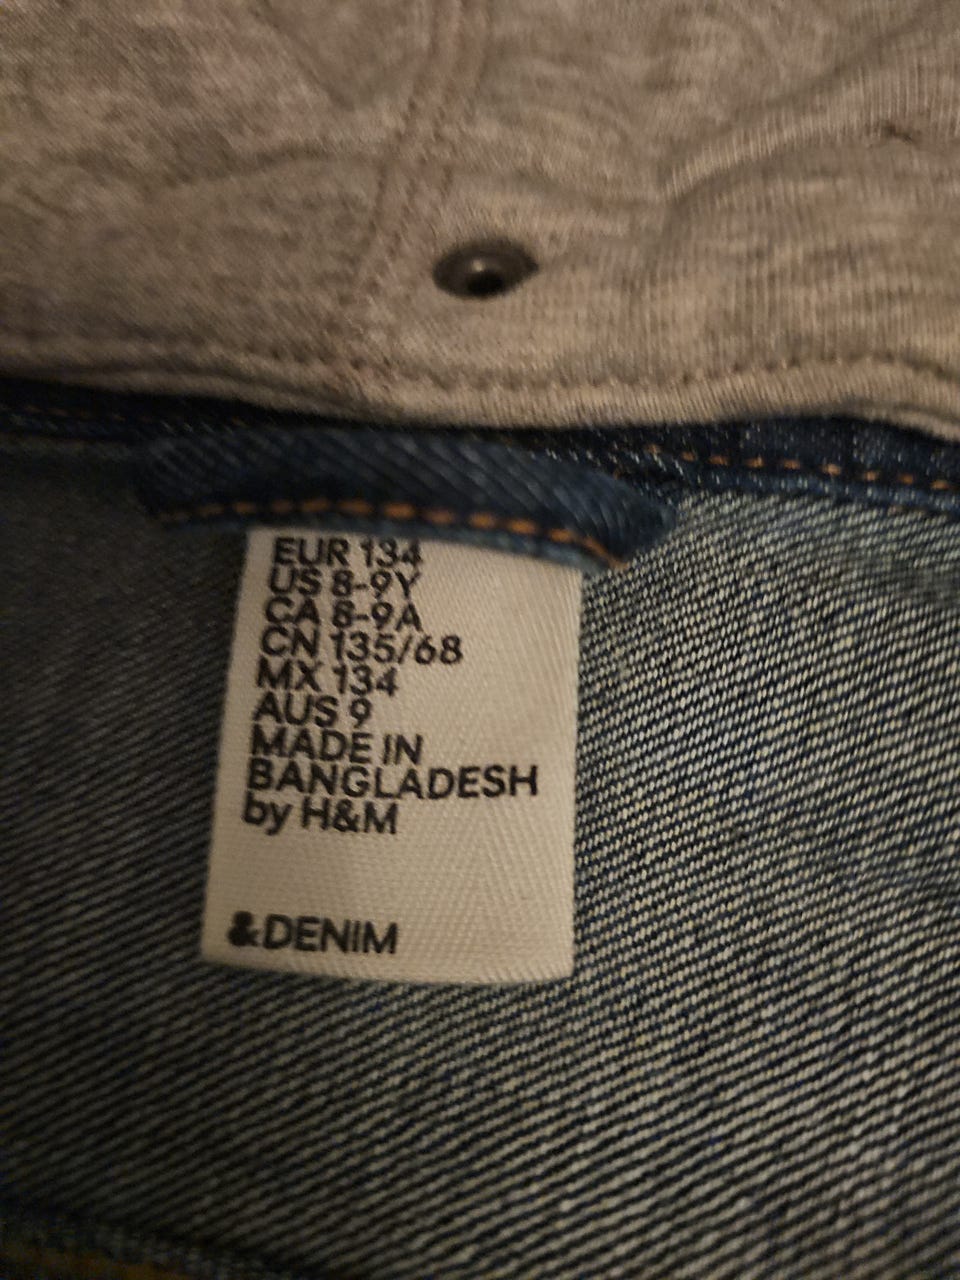 EUR 134
US 8-9Y
CA 8-9A
CN 135/68
MX 134
AUS 9
MADE IN
BANGLADESH
by H&M
&DENIM